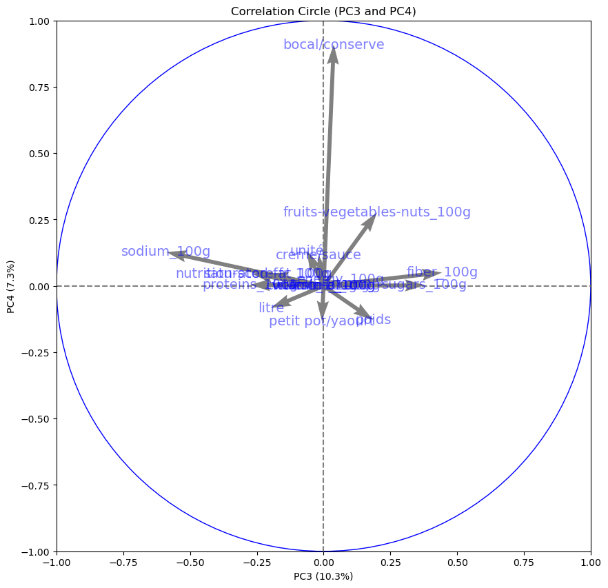 Correlation Circle (PC3 and PC4)
1.00
0.75
0.50
0.25
0.00
−0.25
−0.50
−0.75
−1.00
PC4 (7.3%)
bocal/conserve
fruits-vegetables-nuts_100g
sodium_100g
unité
creme/sauce
fiber_100g
sugars_100g
litre
petit pot/yaourt
poids
−1.00 −0.75 −0.50 −0.25 0.00 0.25 0.50 0.75 1.00
PC3 (10.3%)